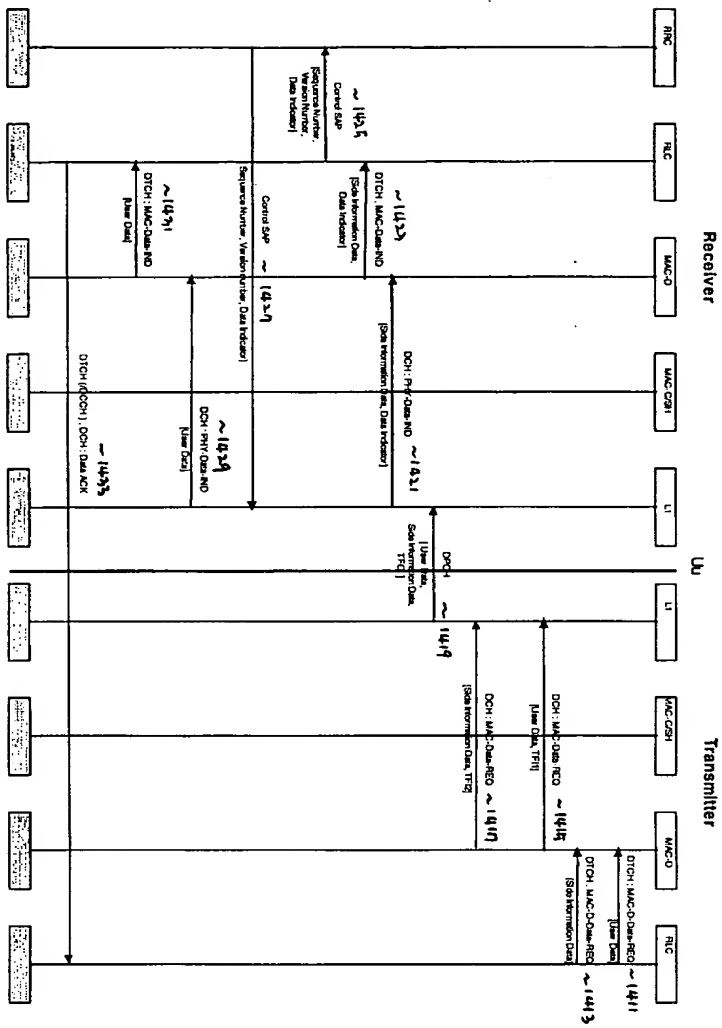 Receiver
Uu
Transmitter
RRC
RLC
MAC-D
MAC-C/SH
L1
L1
MAC-C/SH
MAC-D
RLC
DTCH : MAC-D-Data-REQ ~1411
[User Data]
DTCH : MAC-D-Data-REQ ~1413
[Side Information Data]
DCH : MAC-Data-REQ ~1415
[User Data, TFI1]
DCH : MAC-Data-REQ ~1417
[Side Information Data, TFI2]
DPCH ~1419
[User Data,
Side Information Data,
TFCI]
DCH : PHY-Data-IND ~1421
[Side Information Data, Data Indicator]
~1423
DTCH : MAC-Data-IND
[Side Information Data,
Data Indicator]
~1425
Control SAP
[Sequence Number,
Version Number,
Data Indicator]
Control SAP ~1427
Sequence Number, Version number, Data Indicator]
~1429
DCH : PHY-Data-IND
[User Data]
~1431
DTCH : MAC-Data-IND
[User Data]
~1433
DTCH (/DCCH) , DCH : Data ACK